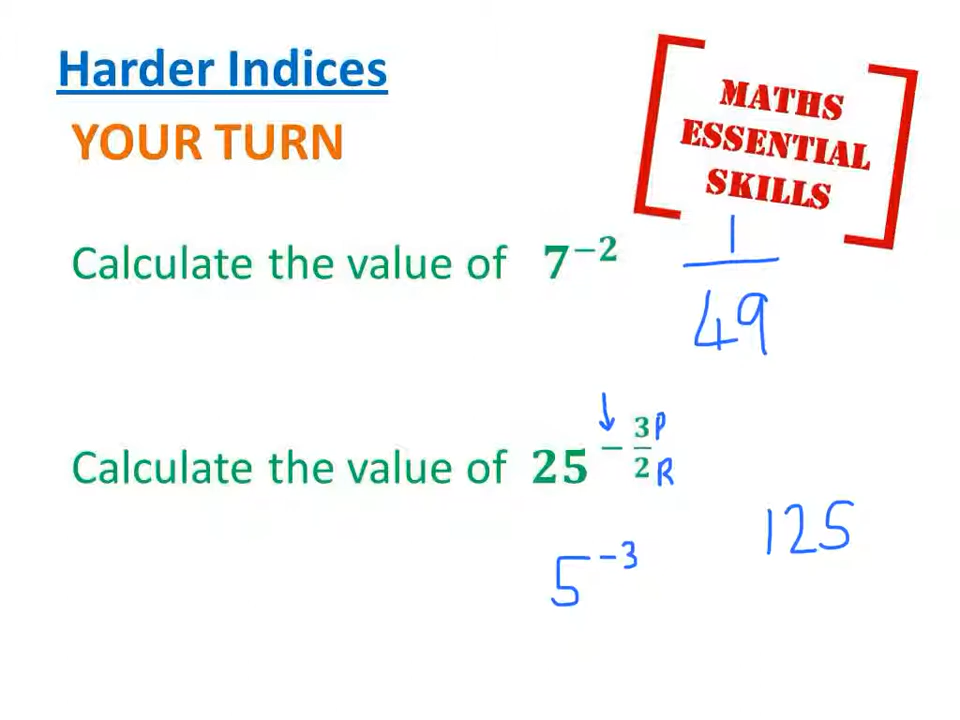 Harder Indices
YOUR TURN
MATHS
ESSENTIAL
SKILLS
Calculate the value of 7⁻²
1
49
Calculate the value of 25 ↓ − 3/2 P R
5⁻³
125